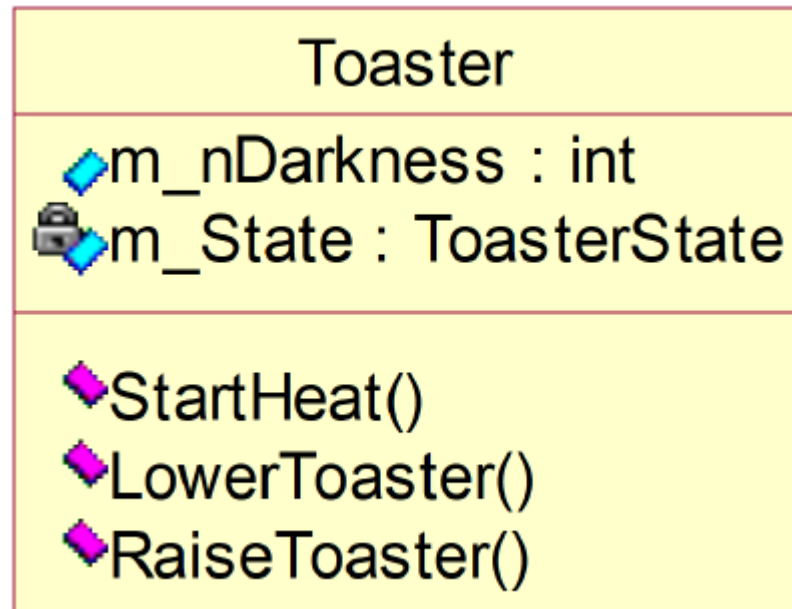 Toaster
m_nDarkness : int
m_State : ToasterState
StartHeat()
LowerToaster()
RaiseToaster()